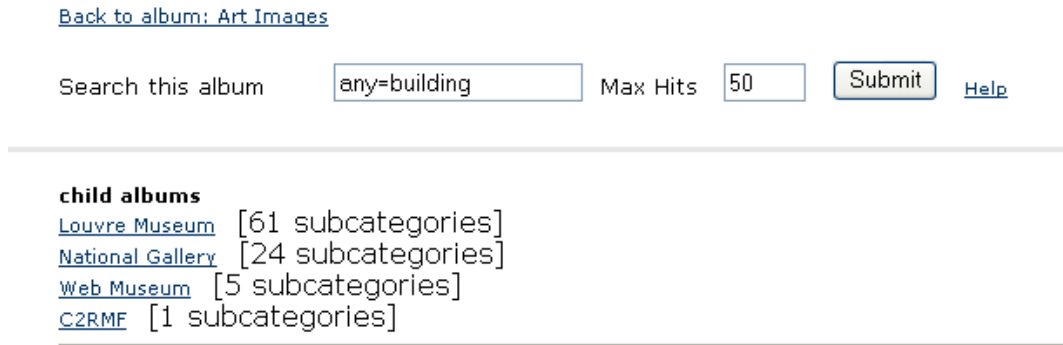 Back to album: Art Images
Search this album any=building Max Hits 50 Submit Help
child albums
Louvre Museum [61 subcategories]
National Gallery [24 subcategories]
Web Museum [5 subcategories]
C2RMF [1 subcategories]